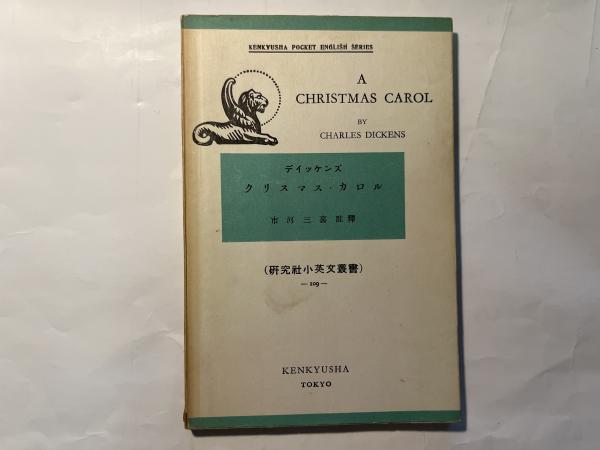 KENKYUSHA POCKET ENGLISH SERIES
A
CHRISTMAS CAROL
BY
CHARLES DICKENS
デイッケンズ
クリスマス・カロル
市河三喜註釋
(研究社小英文叢書)
— 109 —
KENKYUSHA
TOKYO